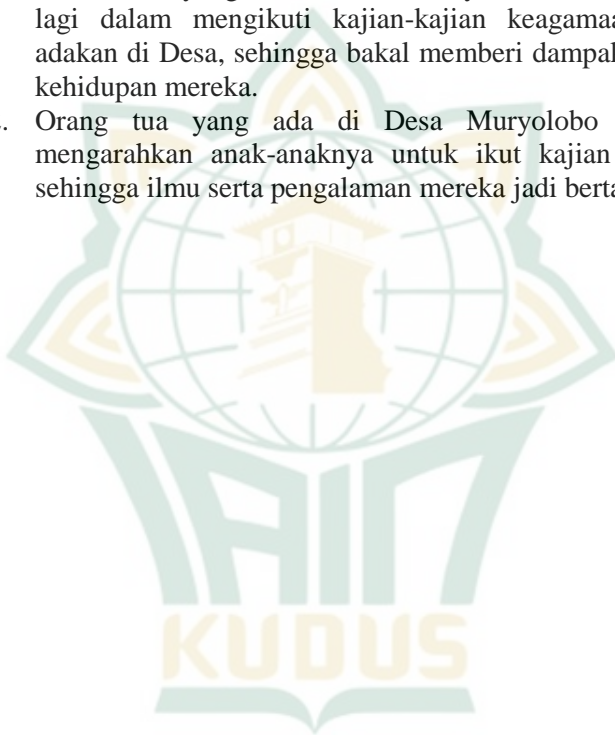 lagi dalam mengikuti kajian-kajian keagamaa
adakan di Desa, sehingga bakal memberi dampal
kehidupan mereka.
. Orang tua yang ada di Desa Muryolobo
mengarahkan anak-anaknya untuk ikut kajian
sehingga ilmu serta pengalaman mereka jadi berta
IAIN
KUDUS